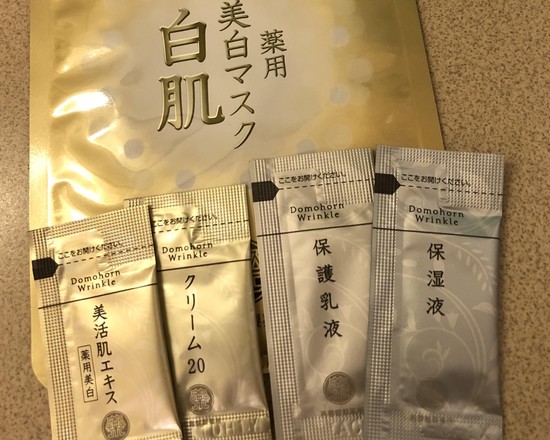 薬用
美白マスク
白肌
ここをお開けください。
Domohorn
Wrinkle
美活肌エキス
薬用美白
ここをお開けください。
Domohorn
Wrinkle
クリーム20
ここをお開けください。
Domohorn
Wrinkle
保護乳液
ここをお開けください。
Domohorn
Wrinkle
保湿液